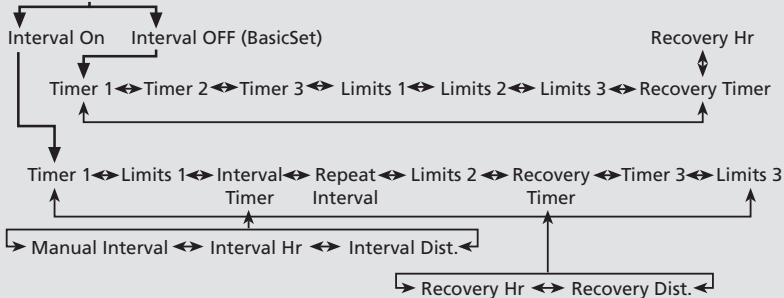 Interval On Interval OFF (BasicSet) Recovery Hr
Timer 1 Timer 2 Timer 3 Limits 1 Limits 2 Limits 3 Recovery Timer
Timer 1 Limits 1 Interval Repeat Limits 2 Recovery Timer 3 Limits 3
Timer Interval Timer
Manual Interval Interval Hr Interval Dist.
Recovery Hr Recovery Dist.